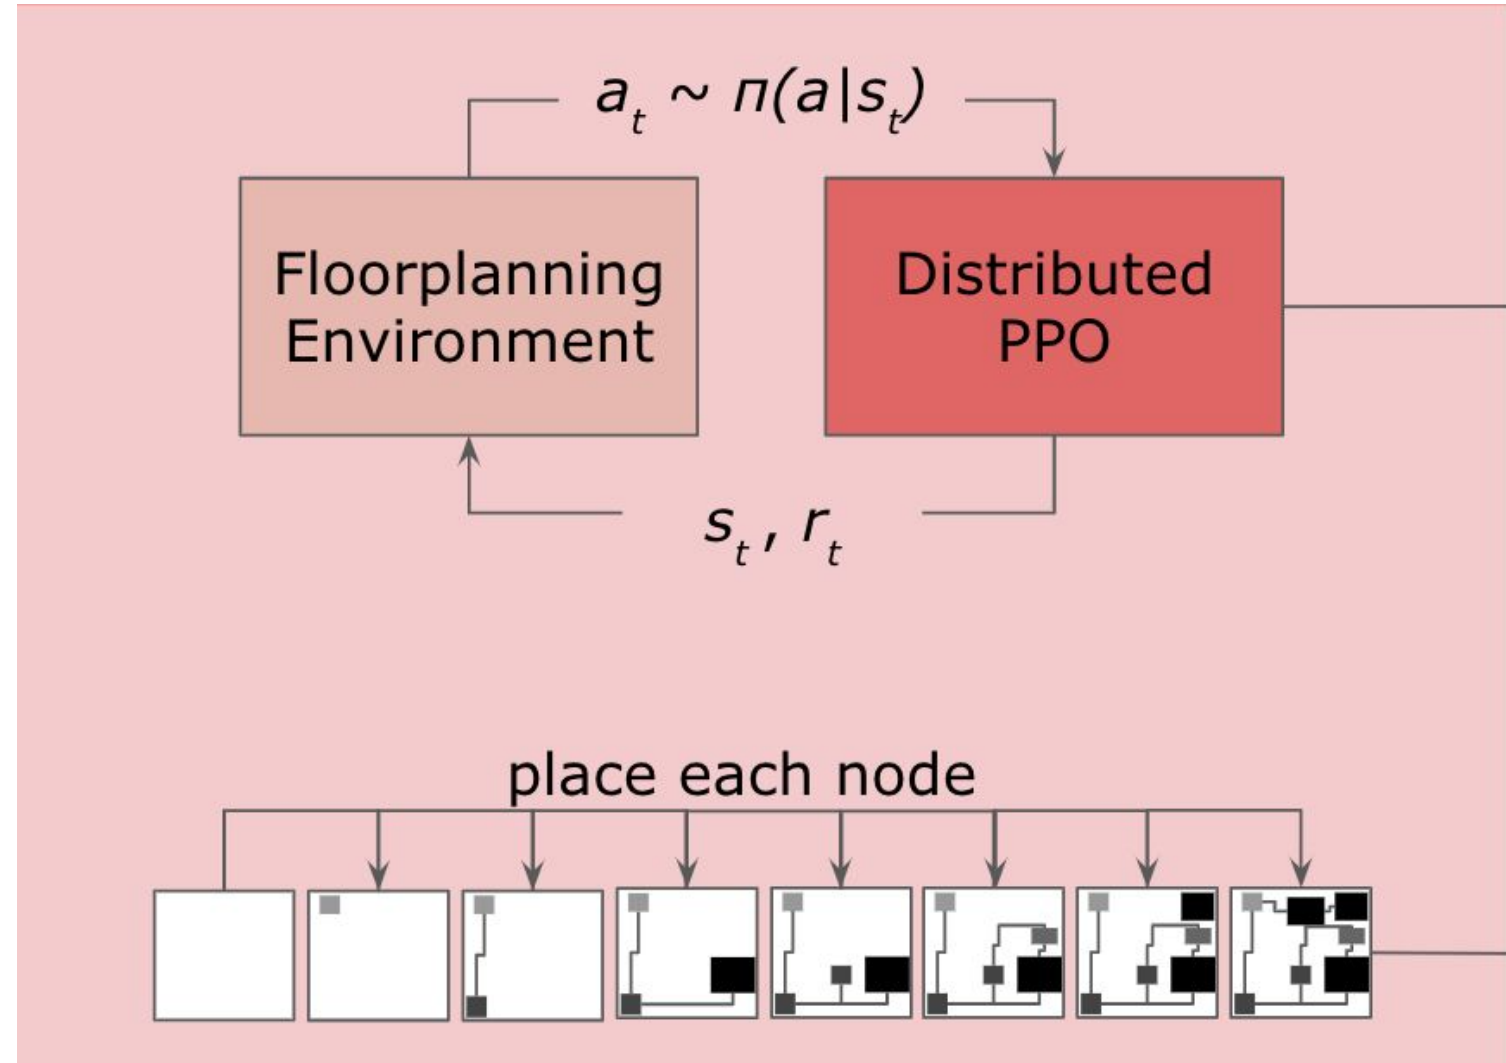 a_t ~ π(a|s_t)
Floorplanning
Environment
Distributed
PPO
s_t, r_t
place each node